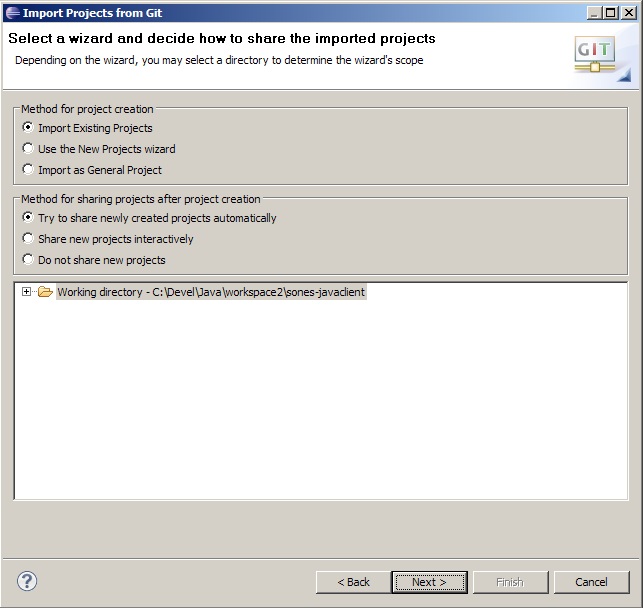 Import Projects from Git
Select a wizard and decide how to share the imported projects
Depending on the wizard, you may select a directory to determine the wizard's scope
GIT
Method for project creation
Import Existing Projects
Use the New Projects wizard
Import as General Project
Method for sharing projects after project creation
Try to share newly created projects automatically
Share new projects interactively
Do not share new projects
Working directory - C:\Devel\Java\workspace2\sones-javaclient
?
< Back
Next >
Finish
Cancel